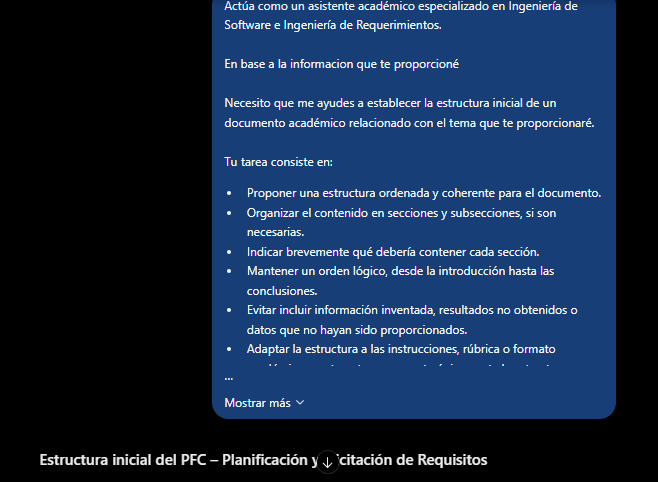 Actúa como un asistente académico especializado en Ingeniería de
Software e Ingeniería de Requerimientos.
En base a la informacion que te proporcioné
Necesito que me ayudes a establecer la estructura inicial de un
documento académico relacionado con el tema que te proporcionaré.
Tu tarea consiste en:
• Proponer una estructura ordenada y coherente para el documento.
• Organizar el contenido en secciones y subsecciones, si son
necesarias.
• Indicar brevemente qué debería contener cada sección.
• Mantener un orden lógico, desde la introducción hasta las
conclusiones.
• Evitar incluir información inventada, resultados no obtenidos o
datos que no hayan sido proporcionados.
• Adaptar la estructura a las instrucciones, rúbrica o formato
...
Mostrar más
Estructura inicial del PFC – Planificación y citación de Requisitos